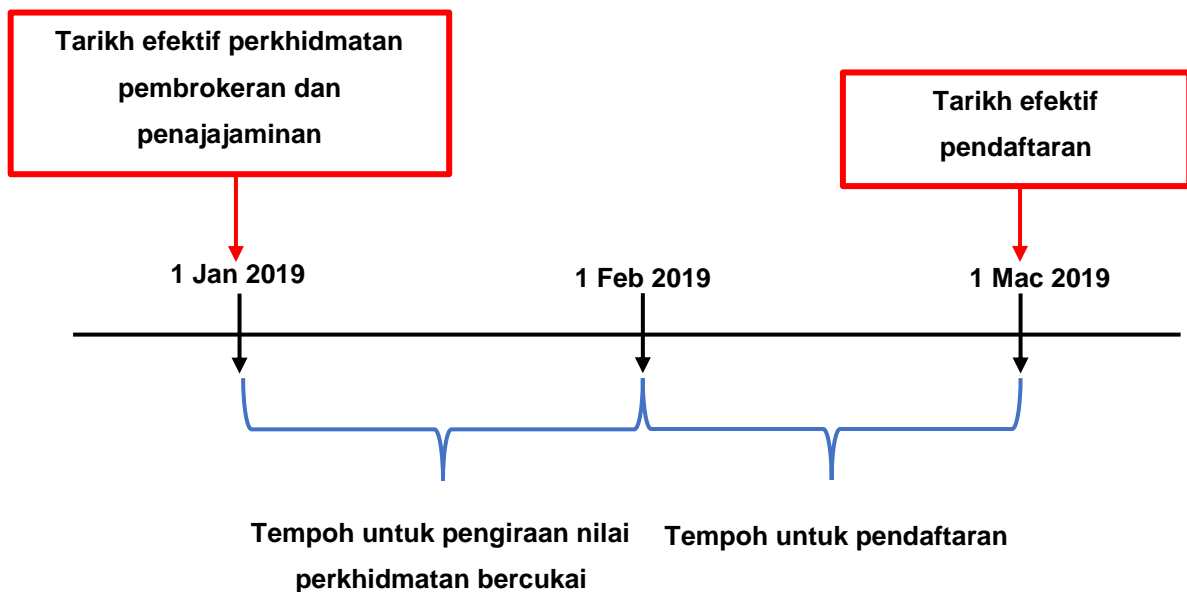 Tarikh efektif perkhidmatan
pembrokeran dan
penajajaminan
Tarikh efektif
pendaftaran
1 Jan 2019
1 Feb 2019
1 Mac 2019
Tempoh untuk pengiraan nilai
perkhidmatan bercukai
Tempoh untuk pendaftaran